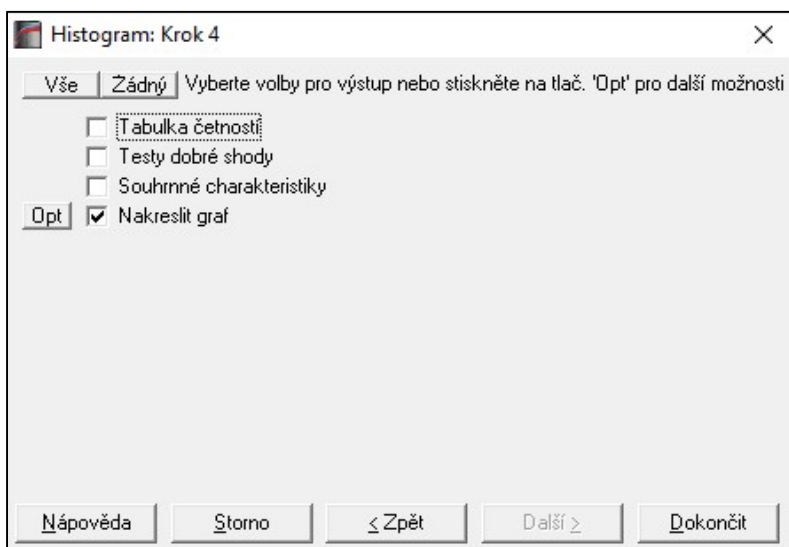 Histogram: Krok 4
Vše Žádný Vyberte volby pro výstup nebo stiskněte na tlač. 'Opt' pro další možnosti
Tabulka četností
Testy dobré shody
Souhrnné charakteristiky
Opt Nakreslit graf
Nápověda Storno < Zpět Další > Dokončit